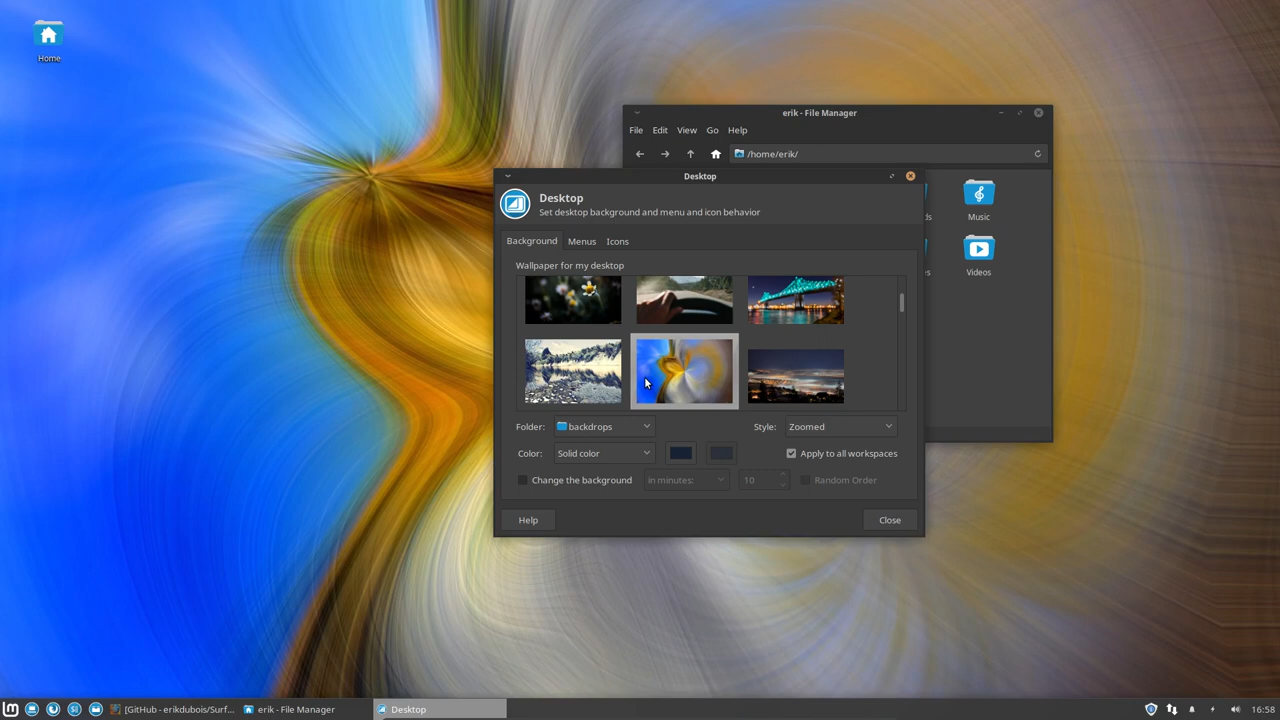 Home
erik - File Manager
File Edit View Go Help
/home/erik/
Music
Videos
Desktop
Desktop
Set desktop background and menu and icon behavior
Background Menus Icons
Wallpaper for my desktop
Folder: backdrops Style: Zoomed
Color: Solid color Apply to all workspaces
Change the background in minutes: 10 Random Order
Help Close
[GitHub - erikdubois/Surf... erik - File Manager Desktop 16:58